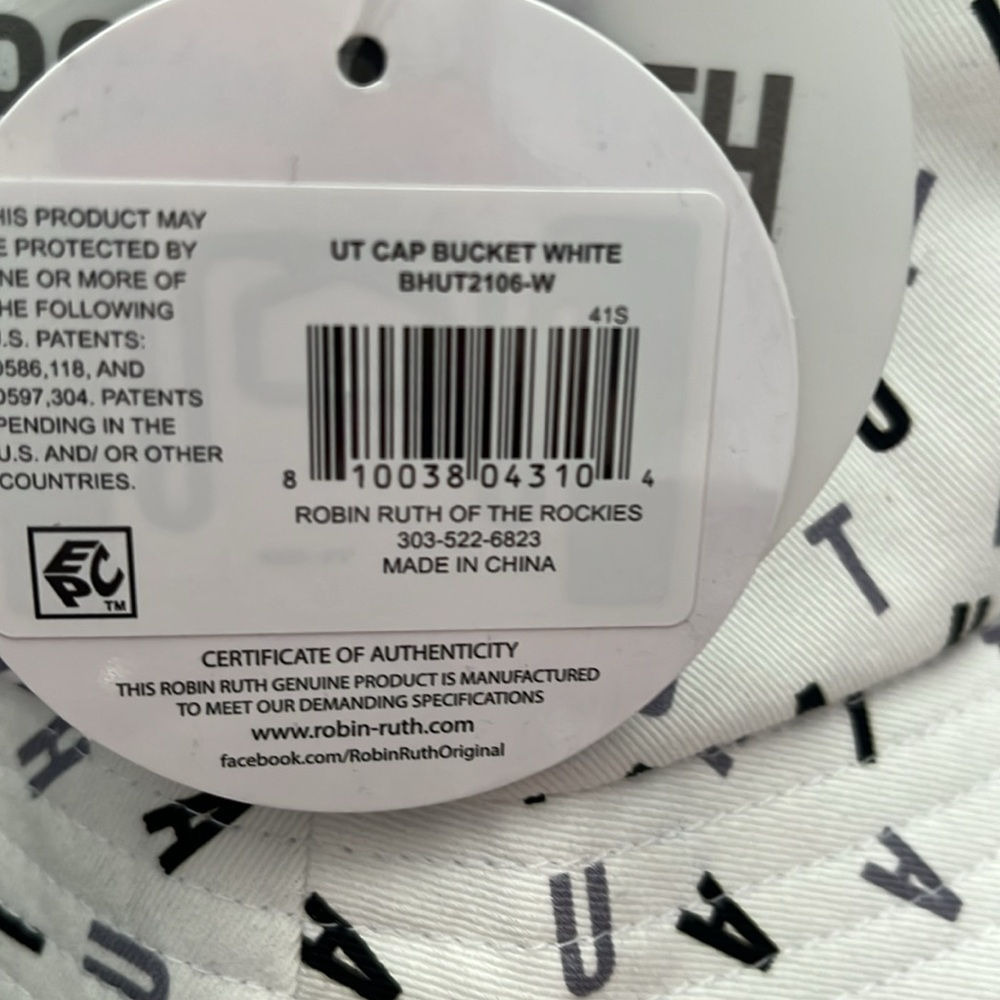 TH
HIS PRODUCT MAY
E PROTECTED BY
NE OR MORE OF
HE FOLLOWING
.S. PATENTS:
D586,118, AND
D597,304. PATENTS
PENDING IN THE
U.S. AND/ OR OTHER
COUNTRIES.
EPC
TM
UT CAP BUCKET WHITE
BHUT2106-W
41S
8 10038 04310 4
ROBIN RUTH OF THE ROCKIES
303-522-6823
MADE IN CHINA
CERTIFICATE OF AUTHENTICITY
THIS ROBIN RUTH GENUINE PRODUCT IS MANUFACTURED
TO MEET OUR DEMANDING SPECIFICATIONS
www.robin-ruth.com
facebook.com/RobinRuthOriginal
U
T
H
A
A
U
A
A
U